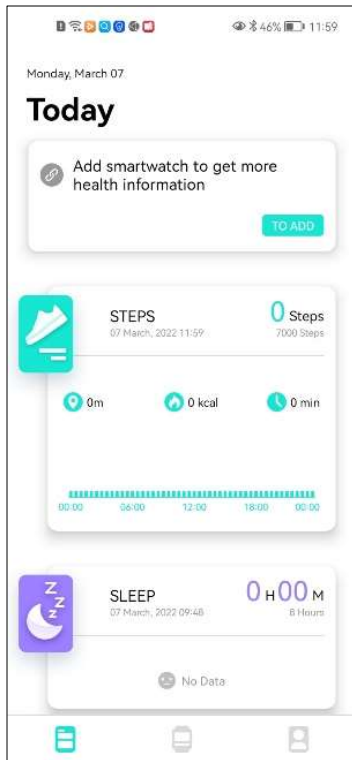 46% 11:59
Monday, March 07
Today
Add smartwatch to get more
health information
TO ADD
STEPS
0 Steps
07 March, 2022 11:59
7000 Steps
0m
0 kcal
0 min
00:00 06:00 12:00 18:00 00:00
Z Z Z
SLEEP
0 H 00 M
07 March, 2022 09:48
8 Hours
No Data